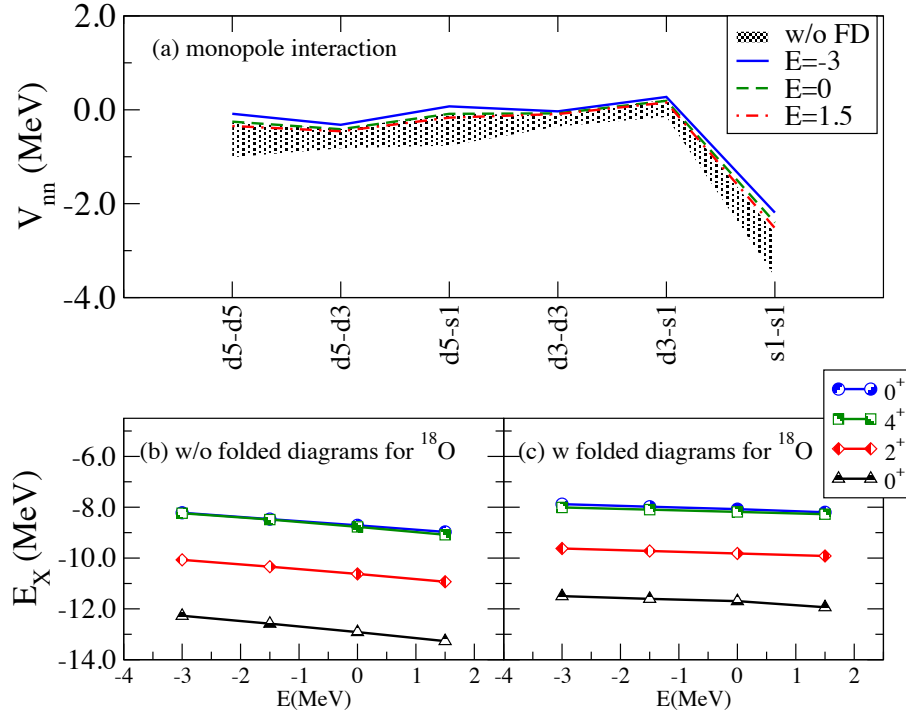 2.0
0.0
-2.0
-4.0
V_nn (MeV)
(a) monopole interaction
w/o FD
E=-3
E=0
E=1.5
d5-d5
d5-d3
d5-s1
d3-d3
d3-s1
s1-s1
0^+
4^+
2^+
0^+
(b) w/o folded diagrams for ^18O
(c) w folded diagrams for ^18O
-6.0
-8.0
-10.0
-12.0
-14.0
E_X (MeV)
-4 -3 -2 -1 0 1 2
-4 -3 -2 -1 0 1 2
E(MeV)
E(MeV)